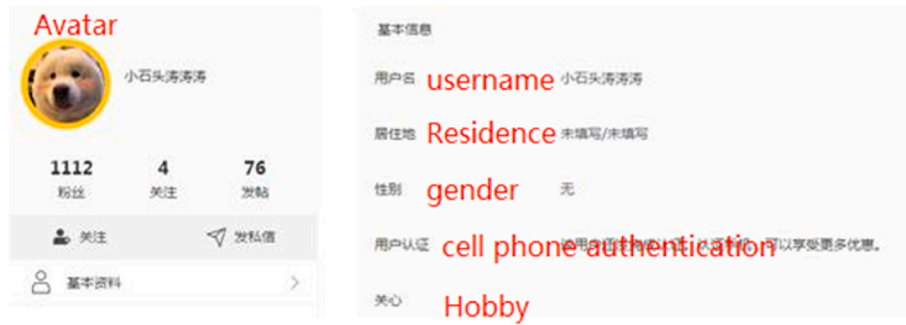 Avatar
小石头涛涛涛
1112 4 76
粉丝 关注 发帖
关注 发私信
基本资料
基本信息
用户名 username 小石头涛涛涛
居住地 Residence 未填写/未填写
性别 gender 无
用户认证 cell phone authentication 可以享受更多优惠。
关心 Hobby